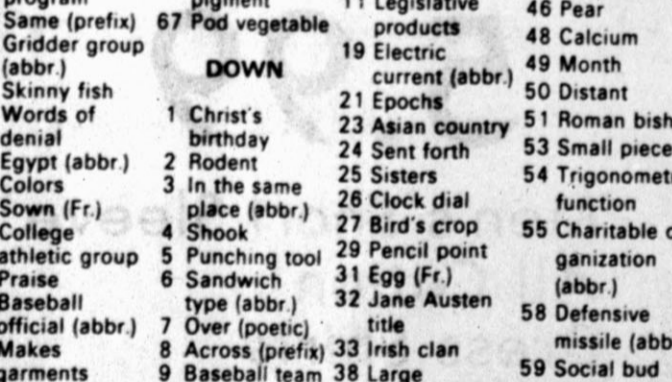 Same (prefix)
Gridder group
(abbr.)
Skinny fish
Words of
denial
Egypt (abbr.)
Colors
Sown (Fr.)
College
athletic group
Praise
Baseball
official (abbr.)
Makes
garments
pigment
67 Pod vegetable
DOWN
1 Christ's
birthday
2 Rodent
3 In the same
place (abbr.)
4 Shook
5 Punching tool
6 Sandwich
type (abbr.)
7 Over (poetic)
8 Across (prefix)
9 Baseball team
11 Legislative
products
19 Electric
current (abbr.)
21 Epochs
23 Asian country
24 Sent forth
25 Sisters
26 Clock dial
27 Bird's crop
29 Pencil point
31 Egg (Fr.)
32 Jane Austen
title
33 Irish clan
38 Large
46 Pear
48 Calcium
49 Month
50 Distant
51 Roman bish
53 Small piece
54 Trigonomet
function
55 Charitable o
ganization
(abbr.)
58 Defensive
missile (abb
59 Social bud